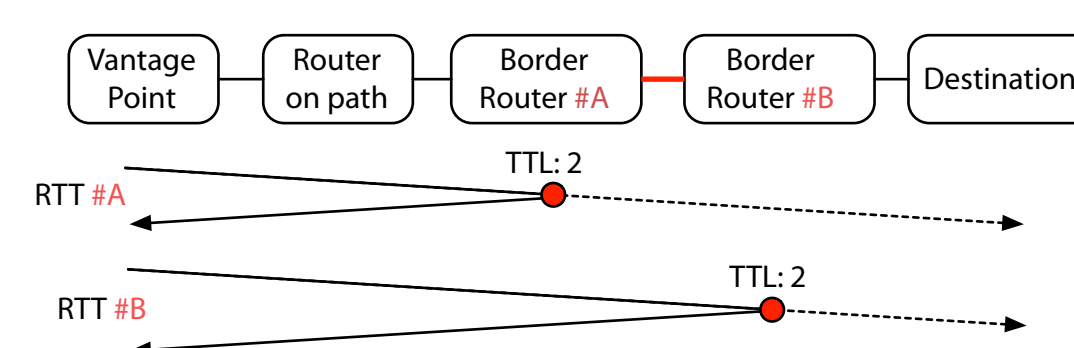 Vantage
Point
Router
on path
Border
Router #A
Border
Router #B
Destination
TTL: 2
RTT #A
TTL: 2
RTT #B